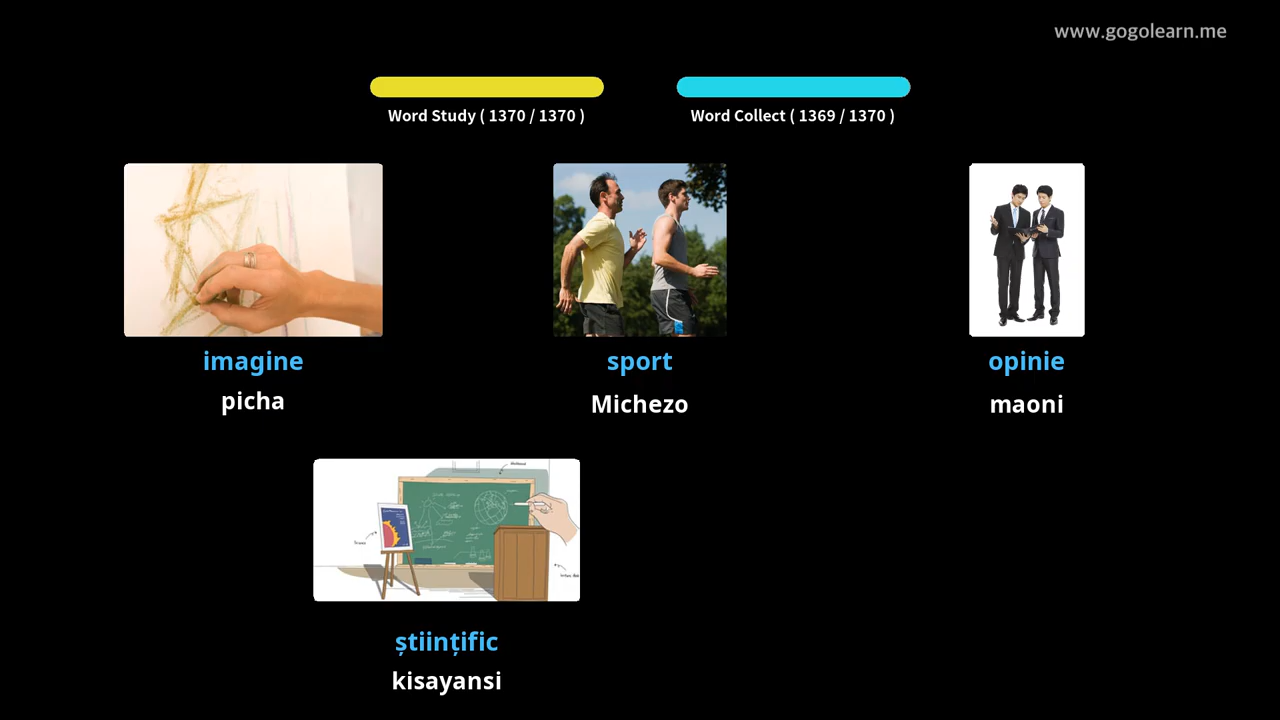 www.gogolearn.me
Word Study ( 1370 / 1370 )
Word Collect ( 1369 / 1370 )
imagine
picha
sport
Michezo
opinie
maoni
științific
kisayansi